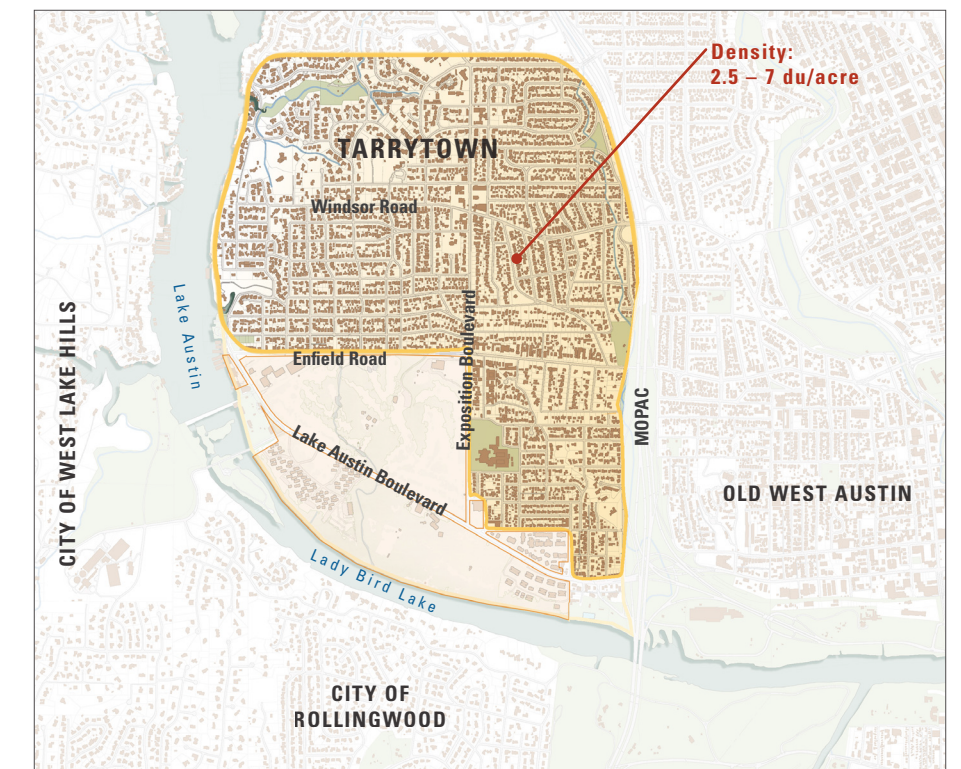 Density:
2.5 – 7 du/acre
TARRYTOWN
Windsor Road
Lake Austin
CITY OF WEST LAKE HILLS
Enfield Road
Exposition Boulevard
MOPAC
Lake Austin Boulevard
OLD WEST AUSTIN
Lady Bird Lake
CITY OF
ROLLINGWOOD